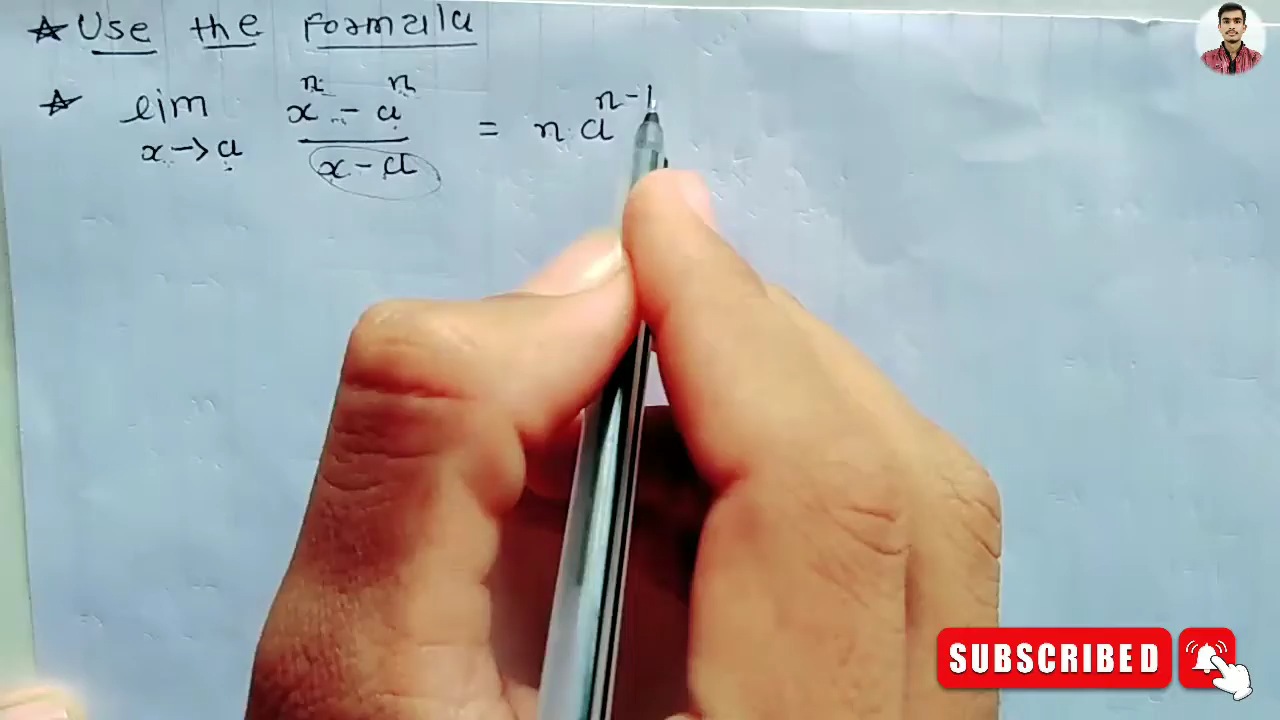 ☆ Use the Formula
☆ lim x→a (xⁿ - aⁿ)/(x - a) = n aⁿ⁻¹
SUBSCRIBED